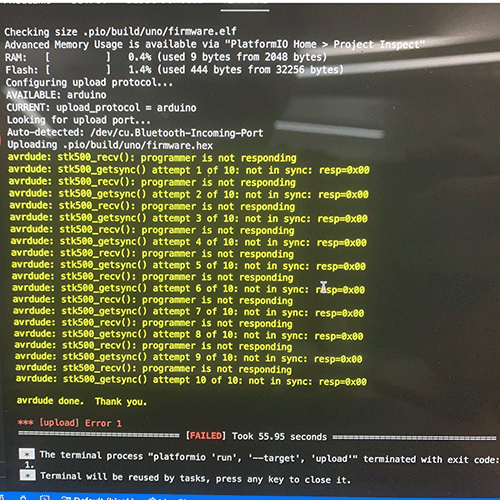 Checking size .pio/build/uno/firmware.elf
Advanced Memory Usage is available via "PlatformIO Home > Project Inspect"
RAM:   [          ]   0.4% (used 9 bytes from 2048 bytes)
Flash: [          ]   1.4% (used 444 bytes from 32256 bytes)
Configuring upload protocol...
AVAILABLE: arduino
CURRENT: upload_protocol = arduino
Looking for upload port...
Auto-detected: /dev/cu.Bluetooth-Incoming-Port
Uploading .pio/build/uno/firmware.hex
avrdude: stk500_recv(): programmer is not responding
avrdude: stk500_getsync() attempt 1 of 10: not in sync: resp=0x00
avrdude: stk500_recv(): programmer is not responding
avrdude: stk500_getsync() attempt 2 of 10: not in sync: resp=0x00
avrdude: stk500_recv(): programmer is not responding
avrdude: stk500_getsync() attempt 3 of 10: not in sync: resp=0x00
avrdude: stk500_recv(): programmer is not responding
avrdude: stk500_getsync() attempt 4 of 10: not in sync: resp=0x00
avrdude: stk500_recv(): programmer is not responding
avrdude: stk500_getsync() attempt 5 of 10: not in sync: resp=0x00
avrdude: stk500_recv(): programmer is not responding
avrdude: stk500_getsync() attempt 6 of 10: not in sync: resp=0x00
avrdude: stk500_recv(): programmer is not responding
avrdude: stk500_getsync() attempt 7 of 10: not in sync: resp=0x00
avrdude: stk500_recv(): programmer is not responding
avrdude: stk500_getsync() attempt 8 of 10: not in sync: resp=0x00
avrdude: stk500_recv(): programmer is not responding
avrdude: stk500_getsync() attempt 9 of 10: not in sync: resp=0x00
avrdude: stk500_recv(): programmer is not responding
avrdude: stk500_getsync() attempt 10 of 10: not in sync: resp=0x00
avrdude done.  Thank you.
*** [upload] Error 1
[FAILED] Took 55.95 seconds
* The terminal process "platformio 'run', '--target', 'upload'" terminated with exit code:
1.
* Terminal will be reused by tasks, press any key to close it.